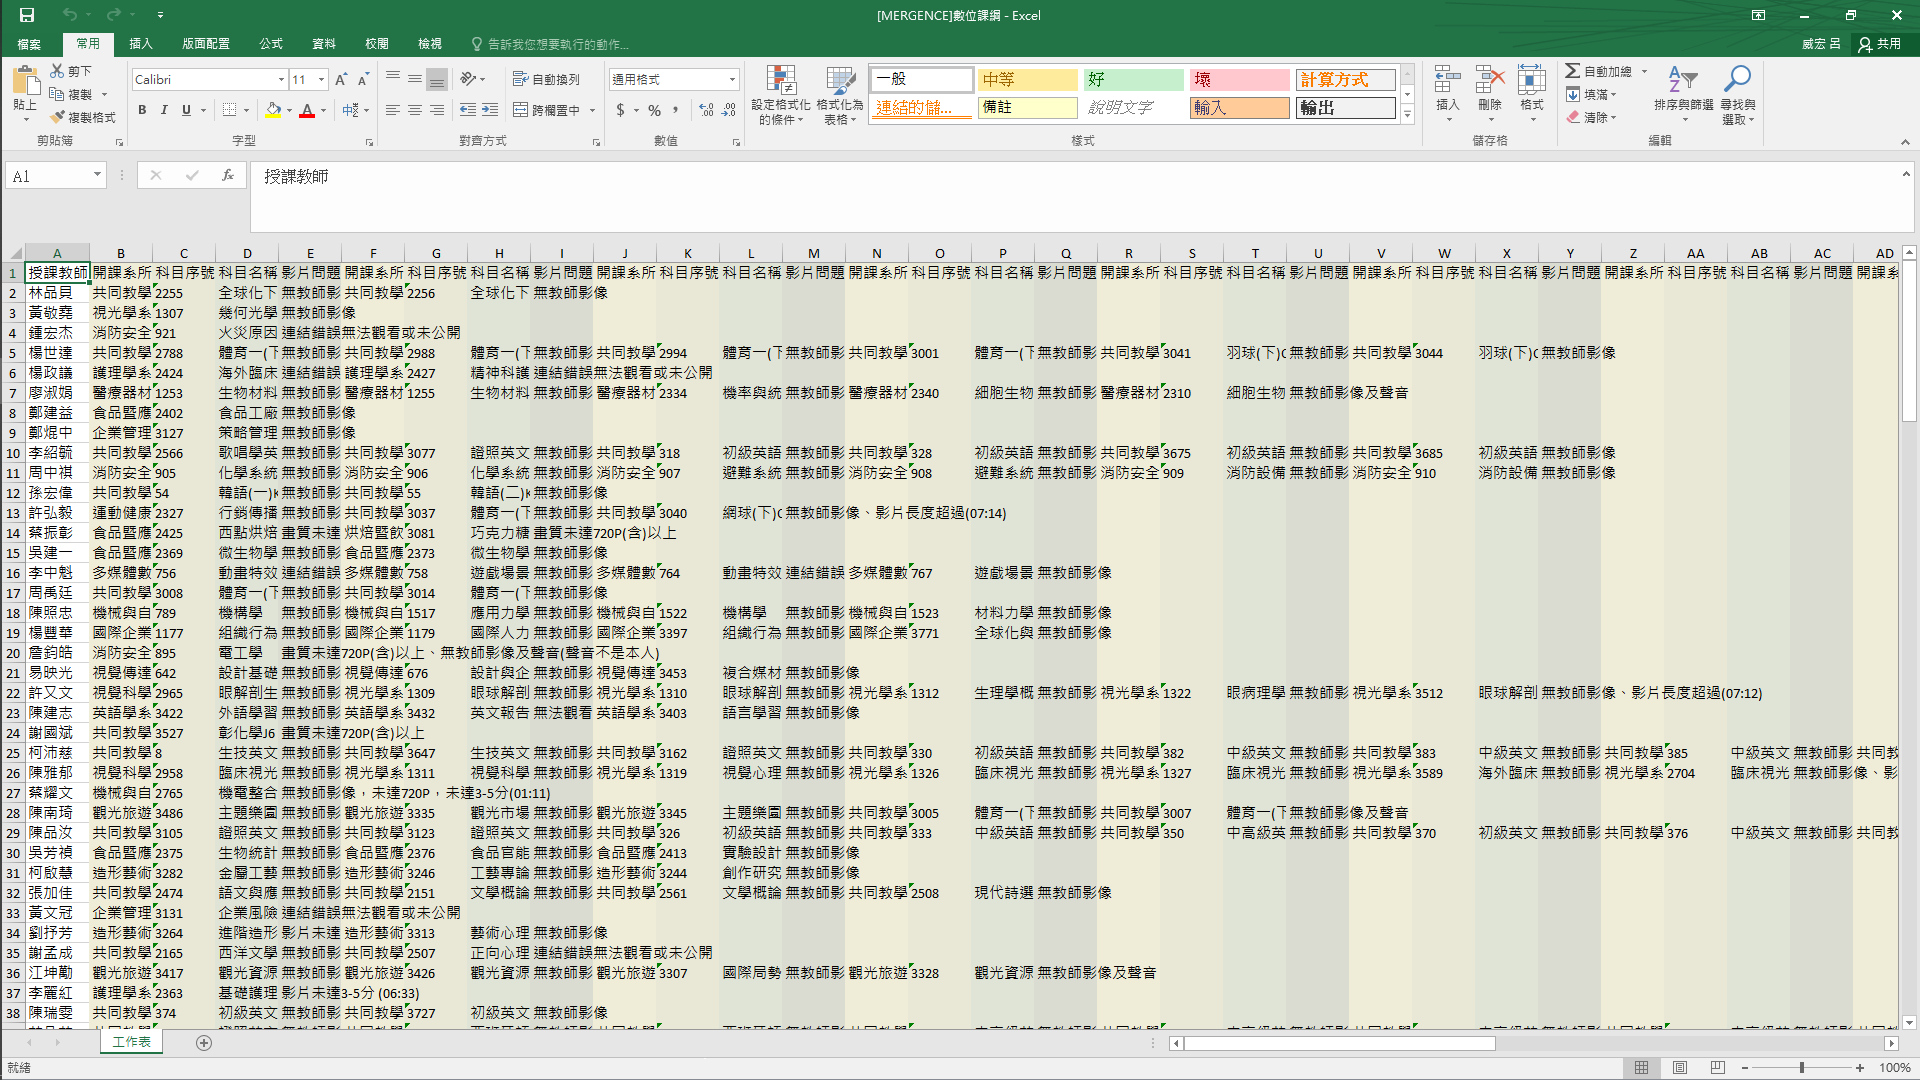 [MERGENCE]數位課綱 - Excel
檔案 常用 插入 版面配置 公式 資料 校閱 檢視 告訴我您想要執行的動作... 威宏 呂 共用
貼上 剪下 複製 複製格式 剪貼簿
Calibri 11 B I U A 字型
自動換列 跨欄置中 對齊方式
通用格式 $ % 數值
設定格式化的條件 格式化為表格
一般 中等 好 壞 計算方式
連結的儲... 備註 說明文字 輸入 輸出
樣式
插入 刪除 格式 儲存格
自動加總 填滿 清除 排序與篩選 尋找與選取 編輯
A1 fx 授課教師
A B C D E F G H I J K L M N O P Q R S T U V W X Y Z AA AB AC AD
1 授課教師 開課系所 科目序號 科目名稱 影片問題 開課系所 科目序號 科目名稱 影片問題 開課系所 科目序號 科目名稱 影片問題 開課系所 科目序號 科目名稱 影片問題 開課系所 科目序號 科目名稱 影片問題 開課系所 科目序號 科目名稱 影片問題 開課系所 科目序號 科目名稱 影片問題 開課系
2 林品貝 共同教學 2255 全球化下 無教師影 共同教學 2256 全球化下 無教師影像
3 黃敬堯 視光學系 1307 幾何光學 無教師影像
4 鍾宏杰 消防安全 921 火災原因 連結錯誤無法觀看或未公開
5 楊世達 共同教學 2788 體育一(下 無教師影 共同教學 2988 體育一(下 無教師影 共同教學 2994 體育一(下 無教師影 共同教學 3001 體育一(下 無教師影 共同教學 3041 羽球(下)C 無教師影 共同教學 3044 羽球(下)C 無教師影像
6 楊政議 護理學系 2424 海外臨床 連結錯誤 護理學系 2427 精神科護 連結錯誤無法觀看或未公開
7 廖淑娟 醫療器材 1253 生物材料 無教師影 醫療器材 1255 生物材料 無教師影 醫療器材 2334 機率與統 無教師影 醫療器材 2340 細胞生物 無教師影 醫療器材 2310 細胞生物 無教師影像及聲音
8 鄭建益 食品暨應 2402 食品工廠 無教師影像
9 鄭焜中 企業管理 3127 策略管理 無教師影像
10 李紹毓 共同教學 2566 歌唱學英 無教師影 共同教學 3077 證照英文 無教師影 共同教學 318 初級英語 無教師影 共同教學 328 初級英語 無教師影 共同教學 3675 初級英語 無教師影 共同教學 3685 初級英語 無教師影像
11 周中祺 消防安全 905 化學系統 無教師影 消防安全 906 化學系統 無教師影 消防安全 907 避難系統 無教師影 消防安全 908 避難系統 無教師影 消防安全 909 消防設備 無教師影 消防安全 910 消防設備 無教師影像
12 孫宏偉 共同教學 54 韓語(一)K 無教師影 共同教學 55 韓語(二)K 無教師影像
13 許弘毅 運動健康 2327 行銷傳播 無教師影 共同教學 3037 體育一(下 無教師影 共同教學 3040 網球(下)C 無教師影像、影片長度超過(07:14)
14 蔡振彰 食品暨應 2425 西點烘焙 畫質未達 烘焙暨飲 3081 巧克力糖 畫質未達720P(含)以上
15 吳建一 食品暨應 2369 微生物學 無教師影 食品暨應 2373 微生物學 無教師影像
16 李中魁 多媒體數 756 動畫特效 連結錯誤 多媒體數 758 遊戲場景 無教師影 多媒體數 764 動畫特效 連結錯誤 多媒體數 767 遊戲場景 無教師影像
17 周禹廷 共同教學 3008 體育一(下 無教師影 共同教學 3014 體育一(下 無教師影像
18 陳照忠 機械與自 789 機構學 無教師影 機械與自 1517 應用力學 無教師影 機械與自 1522 機構學 無教師影 機械與自 1523 材料力學 無教師影像
19 楊豐華 國際企業 1177 組織行為 無教師影 國際企業 1179 國際人力 無教師影 國際企業 3397 組織行為 無教師影 國際企業 3771 全球化與 無教師影像
20 詹鈞皓 消防安全 895 電工學 畫質未達720P(含)以上、無教師影像及聲音(聲音不是本人)
21 易映光 視覺傳達 642 設計基礎 無教師影 視覺傳達 676 設計與企 無教師影 視覺傳達 3453 複合媒材 無教師影像
22 許又文 視覺科學 2965 眼解剖生 無教師影 視光學系 1309 眼球解剖 無教師影 視光學系 1310 眼球解剖 無教師影 視光學系 1312 生理學概 無教師影 視光學系 1322 眼病理學 無教師影 視光學系 3512 眼球解剖 無教師影像、影片長度超過(07:12)
23 陳建志 英語學系 3422 外語學習 無教師影 英語學系 3432 英文報告 無法觀看 英語學系 3403 語言學習 無教師影像
24 謝國斌 共同教學 3527 彰化學J6 畫質未達720P(含)以上
25 柯沛慈 共同教學 8 生技英文 無教師影 共同教學 3647 生技英文 無教師影 共同教學 3162 證照英文 無教師影 共同教學 330 初級英語 無教師影 共同教學 382 中級英文 無教師影 共同教學 383 中級英文 無教師影 共同教學 385 中級英文 無教師影 共同教
26 陳雅郁 視覺科學 2958 臨床視光 無教師影 視光學系 1311 視覺科學 無教師影 視光學系 1319 視覺心理 無教師影 視光學系 1326 臨床視光 無教師影 視光學系 1327 臨床視光 無教師影 視光學系 3589 海外臨床 無教師影 視光學系 2704 臨床視光 無教師影像、影
27 蔡耀文 機械與自 2765 機電整合 無教師影像，未達720P，未達3-5分(01:11)
28 陳南琦 觀光旅遊 3486 主題樂園 無教師影 觀光旅遊 3335 觀光市場 無教師影 觀光旅遊 3345 主題樂園 無教師影 共同教學 3005 體育一(下 無教師影 共同教學 3007 體育一(下 無教師影像及聲音
29 陳品汝 共同教學 3105 證照英文 無教師影 共同教學 3123 證照英文 無教師影 共同教學 326 初級英語 無教師影 共同教學 333 中級英語 無教師影 共同教學 350 中高級英 無教師影 共同教學 370 初級英文 無教師影 共同教學 376 中級英文 無教師影 共同教
30 吳芳禎 食品暨應 2375 生物統計 無教師影 食品暨應 2376 食品官能 無教師影 食品暨應 2413 實驗設計 無教師影像
31 柯啟慧 造形藝術 3282 金屬工藝 無教師影 造形藝術 3246 工藝專論 無教師影 造形藝術 3244 創作研究 無教師影像
32 張加佳 共同教學 2474 語文與應 無教師影 共同教學 2151 文學概論 無教師影 共同教學 2561 文學概論 無教師影 共同教學 2508 現代詩選 無教師影像
33 黃文冠 企業管理 3131 企業風險 連結錯誤無法觀看或未公開
34 劉抒芳 造形藝術 3264 進階造形 影片未達 造形藝術 3313 藝術心理 無教師影像
35 謝孟成 共同教學 2165 西洋文學 無教師影 共同教學 2507 正向心理 連結錯誤無法觀看或未公開
36 江坤勱 觀光旅遊 3417 觀光資源 無教師影 觀光旅遊 3426 觀光資源 無教師影 觀光旅遊 3307 國際局勢 無教師影 觀光旅遊 3328 觀光資源 無教師影像及聲音
37 李麗紅 護理學系 2363 基礎護理 影片未達3-5分 (06:33)
38 陳瑞雯 共同教學 374 初級英文 無教師影 共同教學 3727 初級英文 無教師影像
工作表
就緒 100%